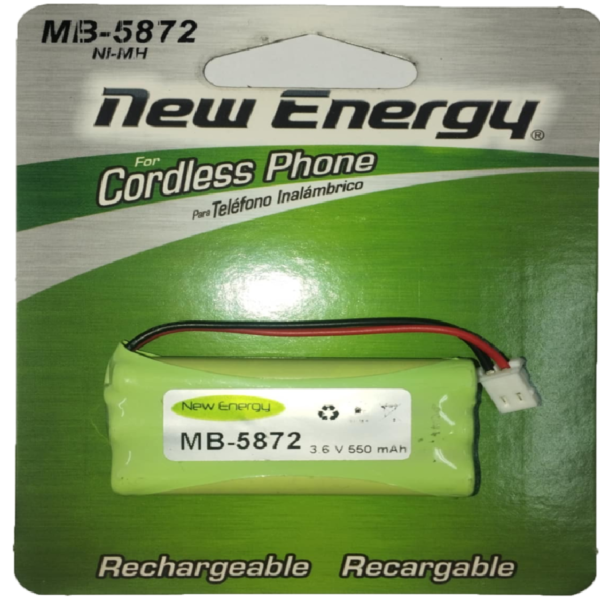 MB-5872
NI-MH
New Energy®
For
Cordless Phone
Para Teléfono Inalámbrico
New Energy
MB-5872 3.6 V 550 mAh
Rechargeable Recargable